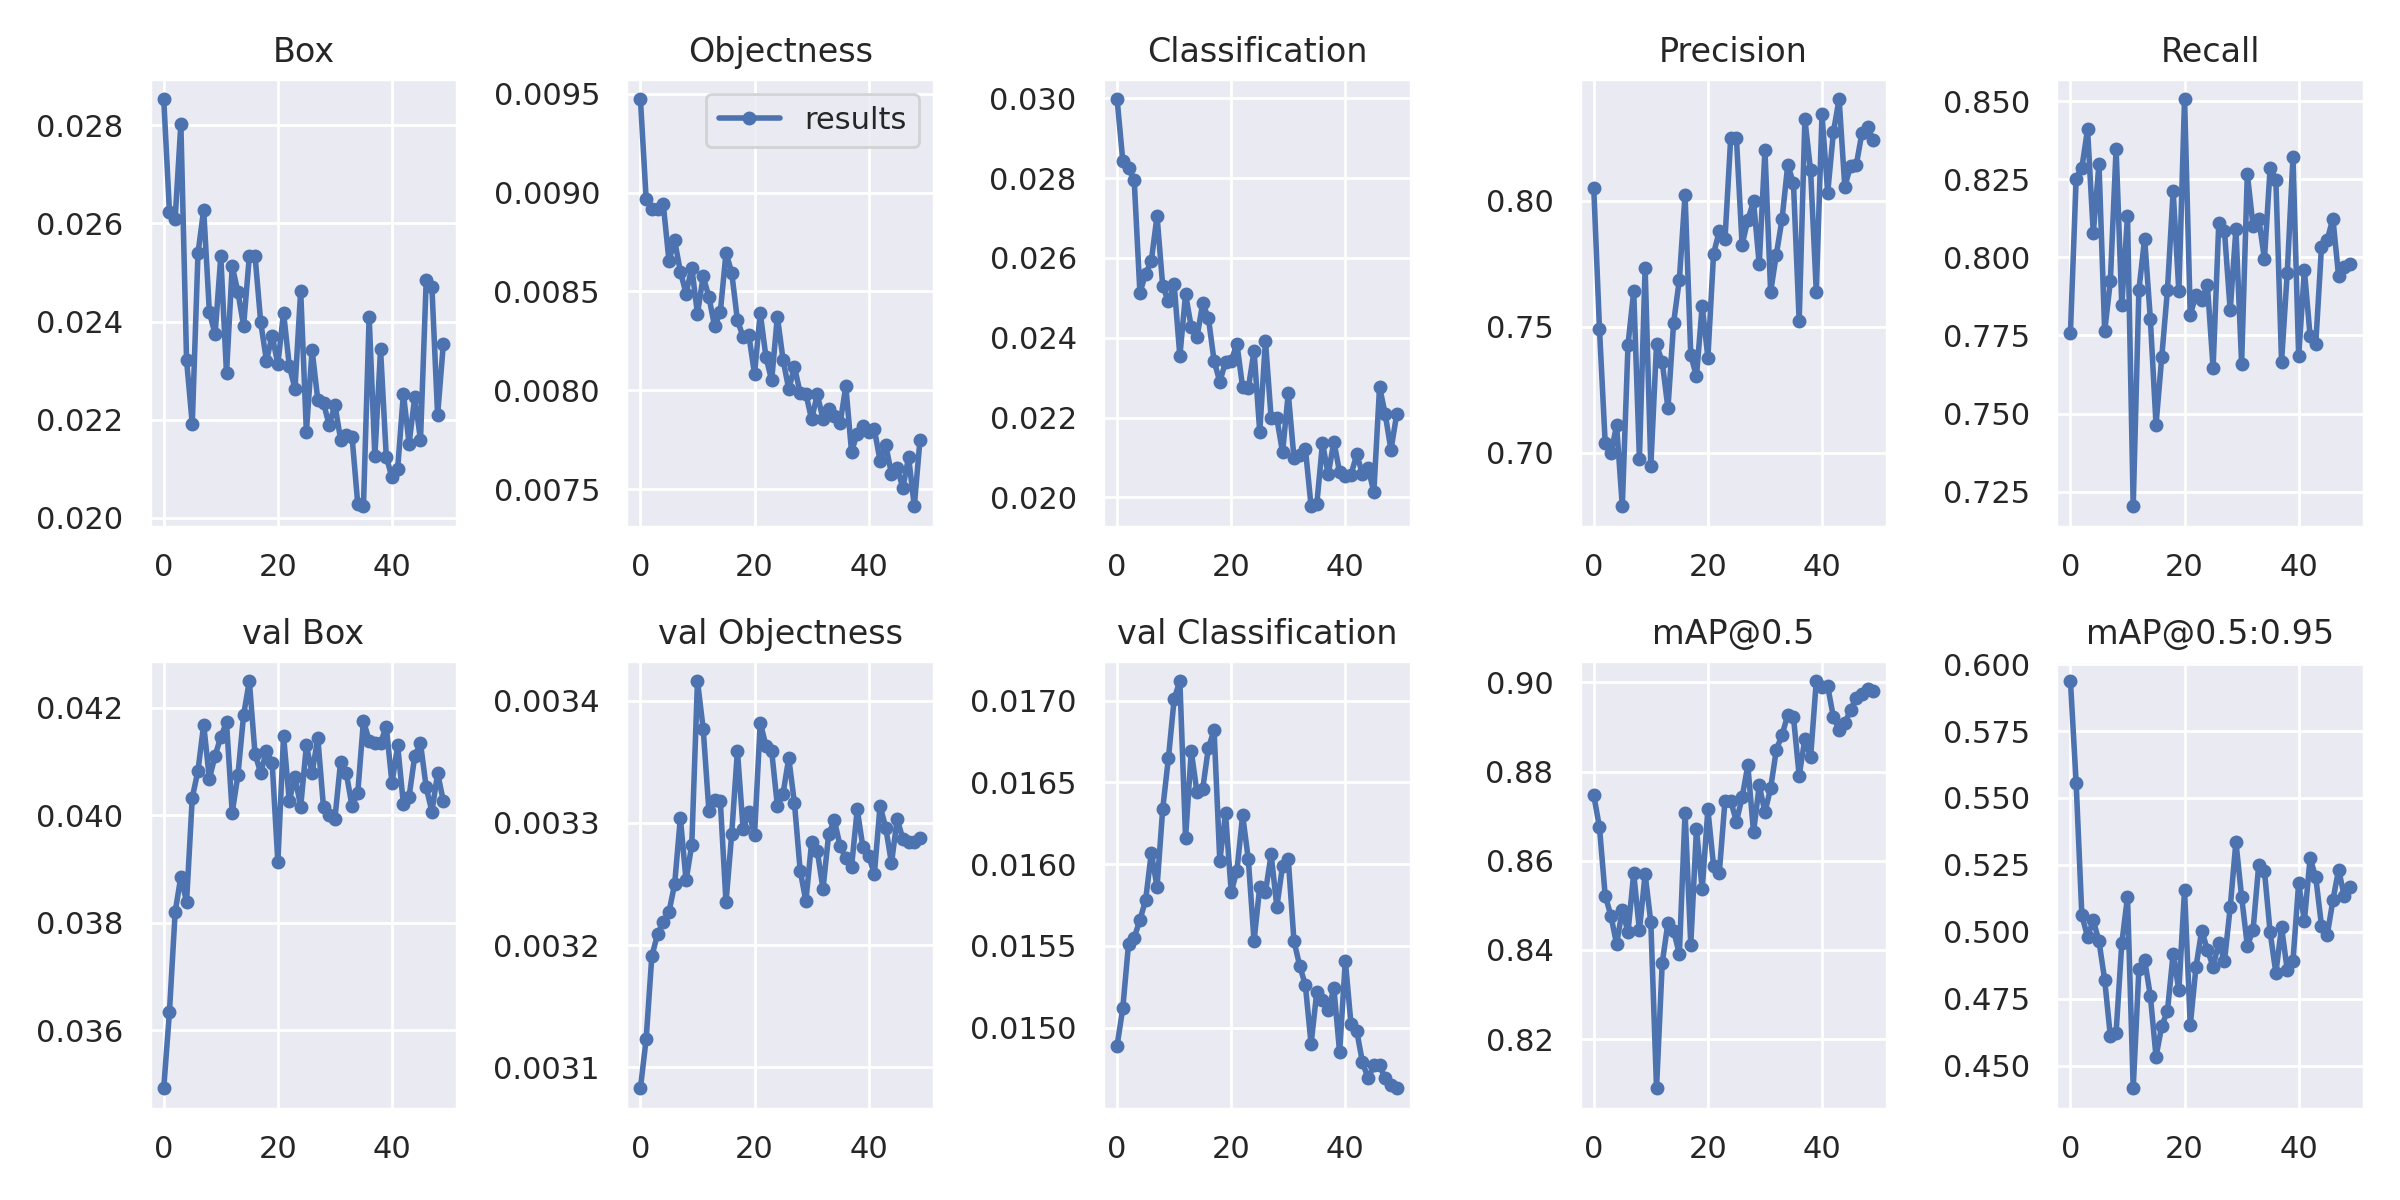 Box
Objectness
Classification
Precision
Recall
0.028
0.026
0.024
0.022
0.020
0 20 40
0.0095
0.0090
0.0085
0.0080
0.0075
results
0 20 40
0.030
0.028
0.026
0.024
0.022
0.020
0 20 40
0.80
0.75
0.70
0 20 40
0.850
0.825
0.800
0.775
0.750
0.725
0 20 40
val Box
val Objectness
val Classification
mAP@0.5
mAP@0.5:0.95
0.042
0.040
0.038
0.036
0 20 40
0.0034
0.0033
0.0032
0.0031
0 20 40
0.0170
0.0165
0.0160
0.0155
0.0150
0 20 40
0.90
0.88
0.86
0.84
0.82
0 20 40
0.600
0.575
0.550
0.525
0.500
0.475
0.450
0 20 40